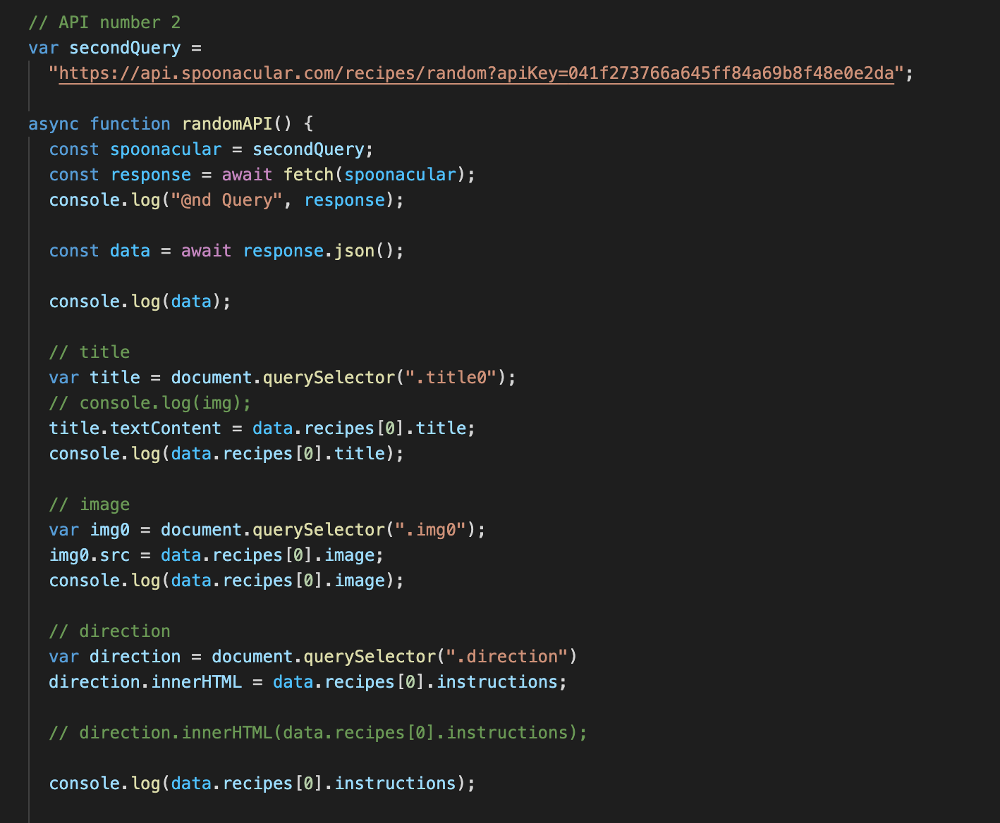 // API number 2
var secondQuery =
"https://api.spoonacular.com/recipes/random?apiKey=041f273766a645ff84a69b8f48e0e2da";
async function randomAPI() {
const spoonacular = secondQuery;
const response = await fetch(spoonacular);
console.log("@nd Query", response);
const data = await response.json();
console.log(data);
// title
var title = document.querySelector(".title0");
// console.log(img);
title.textContent = data.recipes[0].title;
console.log(data.recipes[0].title);
// image
var img0 = document.querySelector(".img0");
img0.src = data.recipes[0].image;
console.log(data.recipes[0].image);
// direction
var direction = document.querySelector(".direction")
direction.innerHTML = data.recipes[0].instructions;
// direction.innerHTML(data.recipes[0].instructions);
console.log(data.recipes[0].instructions);